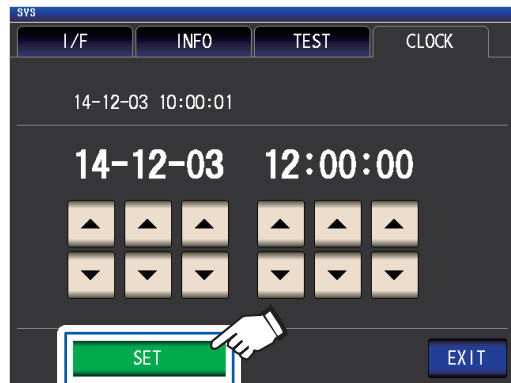 SYS
I/F INFO TEST CLOCK
14-12-03 10:00:01
14-12-03 12:00:00
SET EXIT